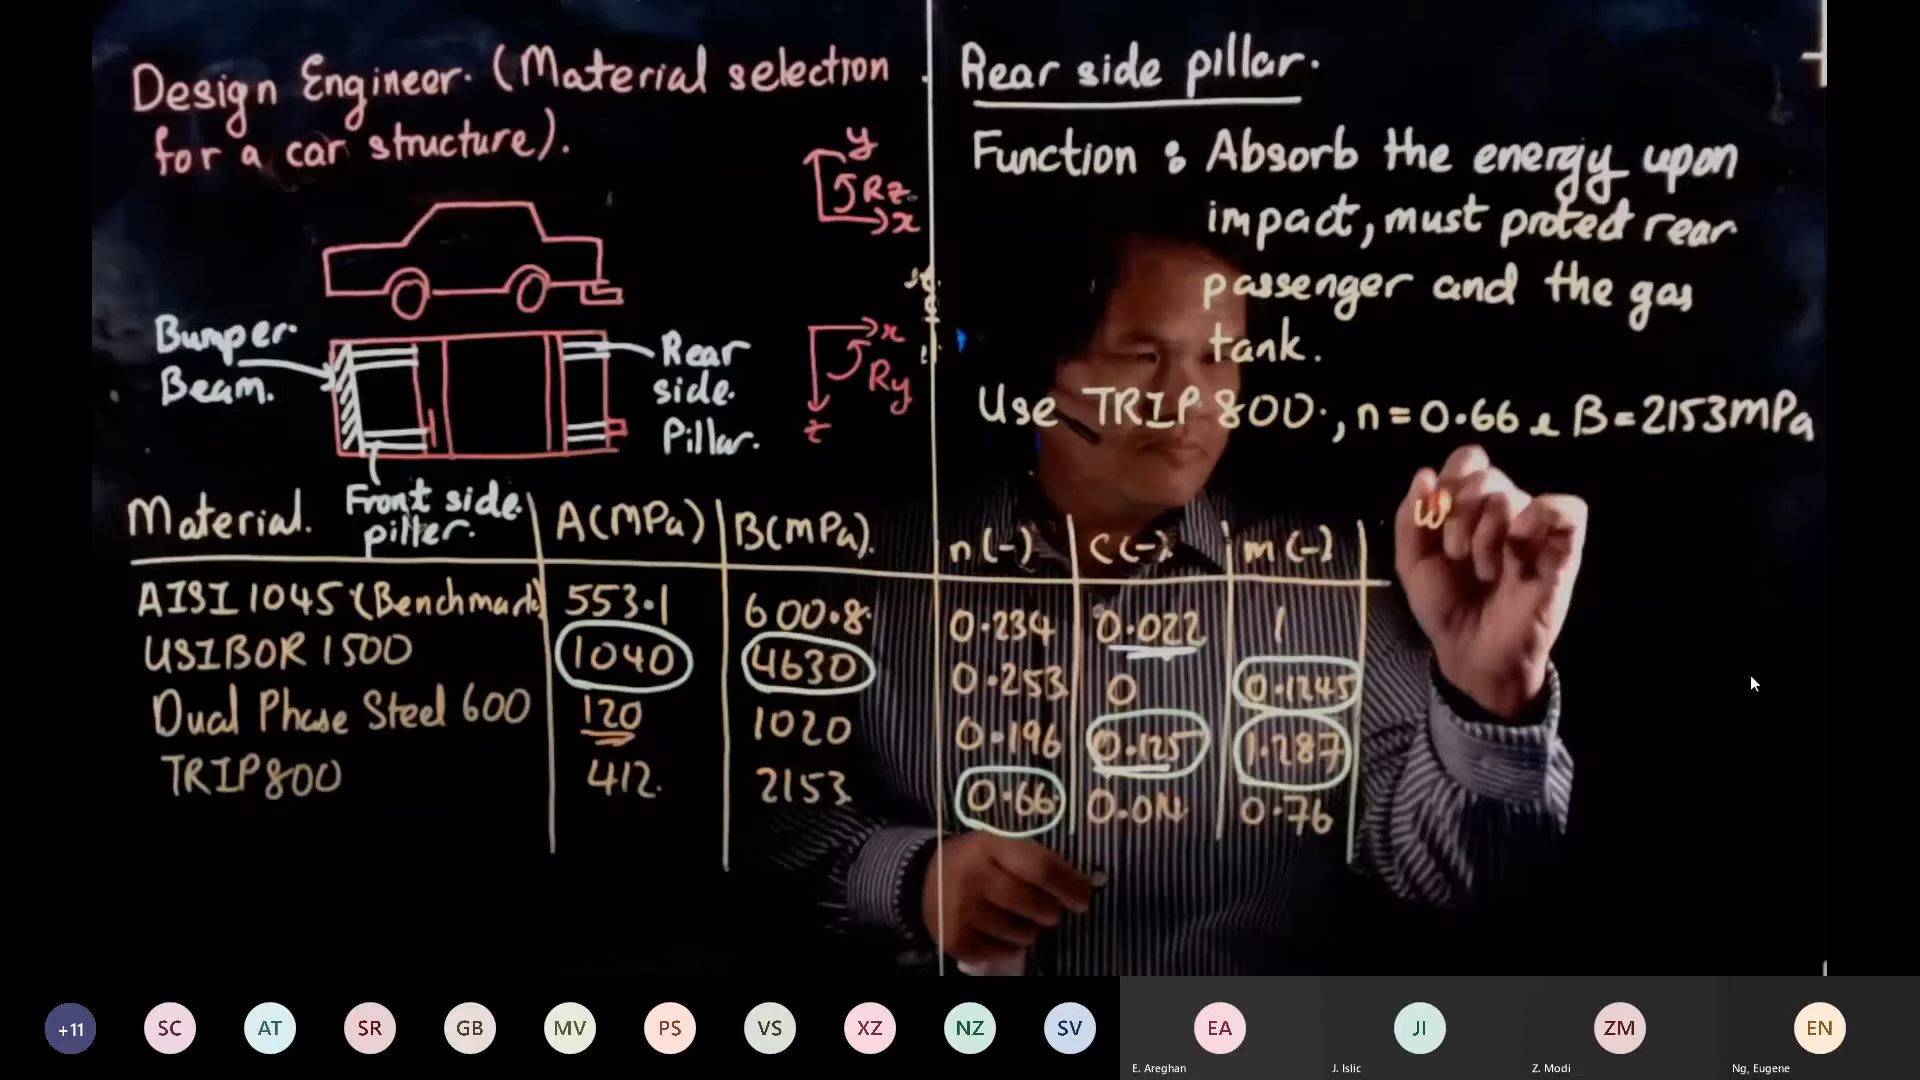 Design Engineer. (Material selection
for a car structure).
y
Rz
x
Bumper
Beam.
Rear
side
Pillar.
x
Ry
z
Front side
piller.
Material. A(MPa) B(MPa). n(-) C(-) m(-)
AISI 1045 (Benchmark) 553.1 600.8 0.234 0.022 1
USIBOR 1500 1040 4630 0.253 0 0.1245
Dual Phase Steel 600 120 1020 0.196 0.125 1.287
TRIP800 412. 2153 0.66 0.76
Rear side pillar.
Function : Absorb the energy upon
impact, must protect rear
passenger and the gas
tank.
Use TRIP 800, n=0.66 & B=2153mPa
w
+11 SC AT SR GB MV PS VS XZ NZ SV EA JI ZM EN
E. Areghan J. Islic Z. Modi Ng, Eugene